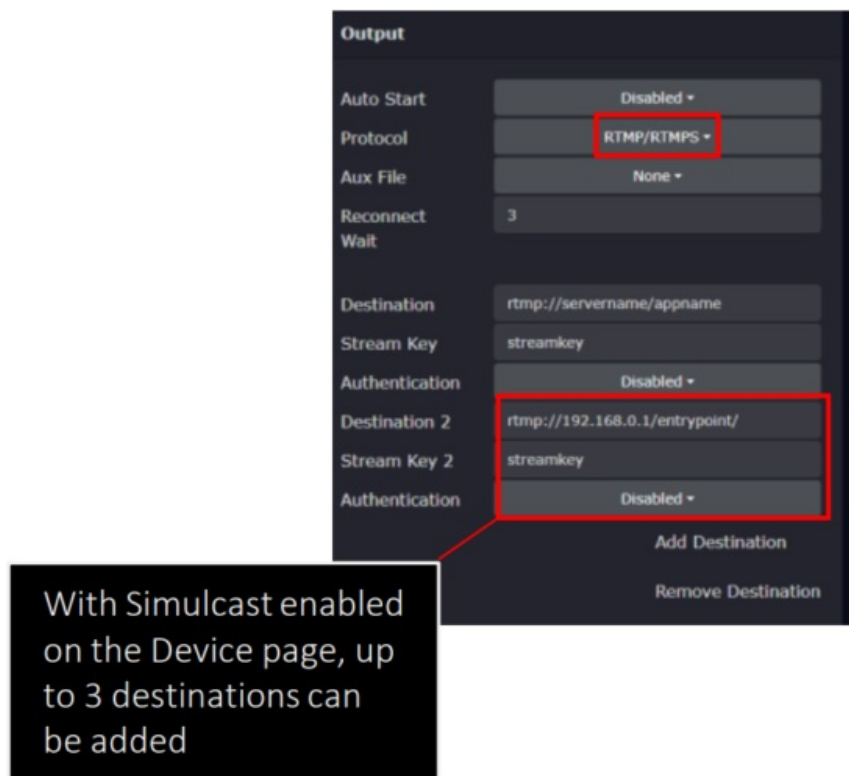 Output
Auto Start Disabled
Protocol RTMP/RTMPS
Aux File None
Reconnect Wait 3
Destination rtmp://servername/appname
Stream Key streamkey
Authentication Disabled
Destination 2 rtmp://192.168.0.1/entrypoint/
Stream Key 2 streamkey
Authentication Disabled
Add Destination
Remove Destination
With Simulcast enabled
on the Device page, up
to 3 destinations can
be added